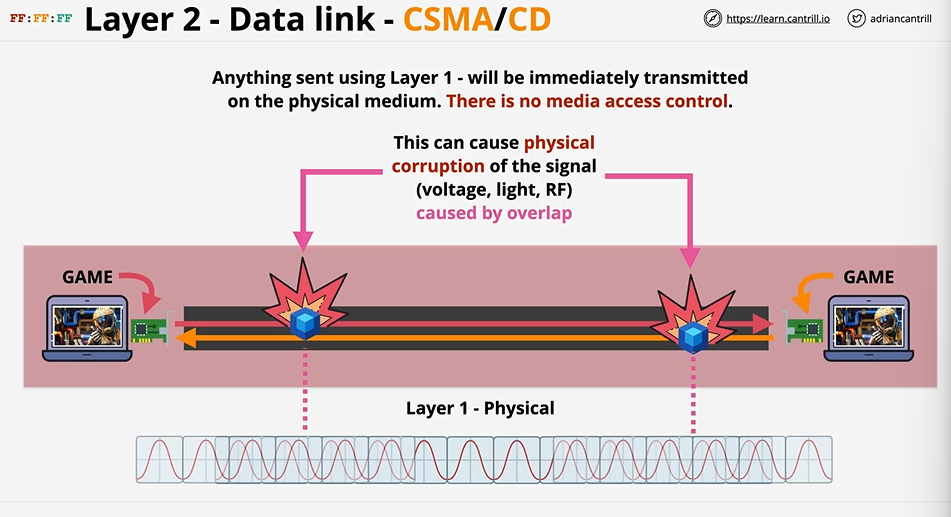 FF:FF:FF
Layer 2 - Data link - CSMA/CD
https://learn.cantrill.io
adriancantrill
Anything sent using Layer 1 - will be immediately transmitted
on the physical medium. There is no media access control.
This can cause physical
corruption of the signal
(voltage, light, RF)
caused by overlap
GAME
GAME
Layer 1 - Physical